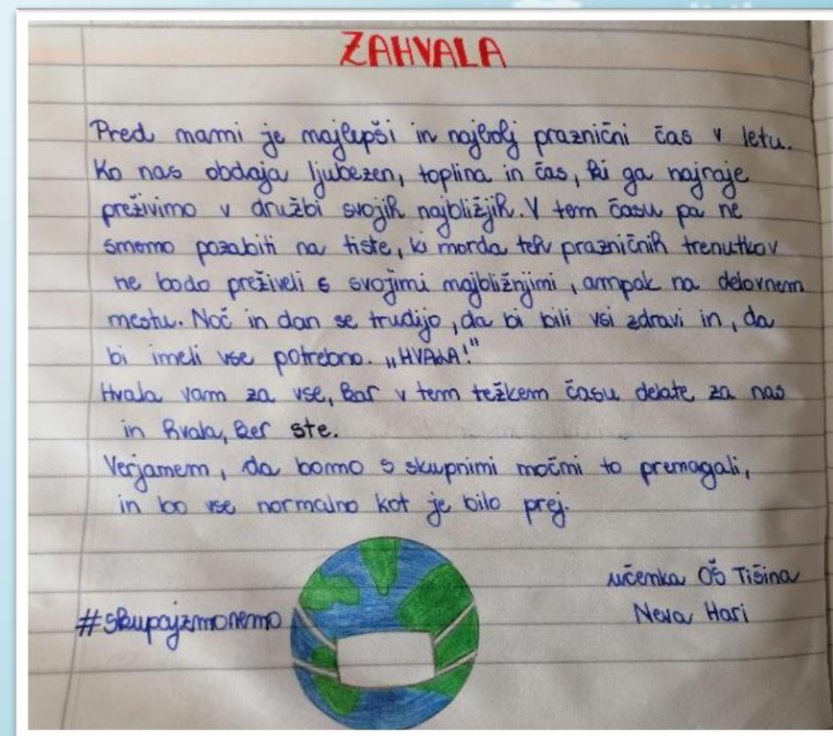 ZAHVALA
Pred nami je najlepši in najbolj praznični čas v letu.
Ko nas obdaja ljubezen, toplina in čas, ki ga najraje
preživimo v družbi svojih najbližjih. V tem času pa ne
smemo pozabiti na tiste, ki morda teh prazničnih trenutkov
ne bodo preživeli s svojimi najbližnjimi, ampak na delovnem
mestu. Noč in dan se trudijo, da bi bili vsi zdravi in, da
bi imeli vse potrebno. "HVALA!"
Hvala vam za vse, kar v tem težkem času delate za nas
in hvala, ker ste.
Verjamem, da bomo s skupnimi močmi to premagali,
in bo vse normalno kot je bilo prej.
učenka OŠ Tišina
#skupajzmoremo
Neva Hari